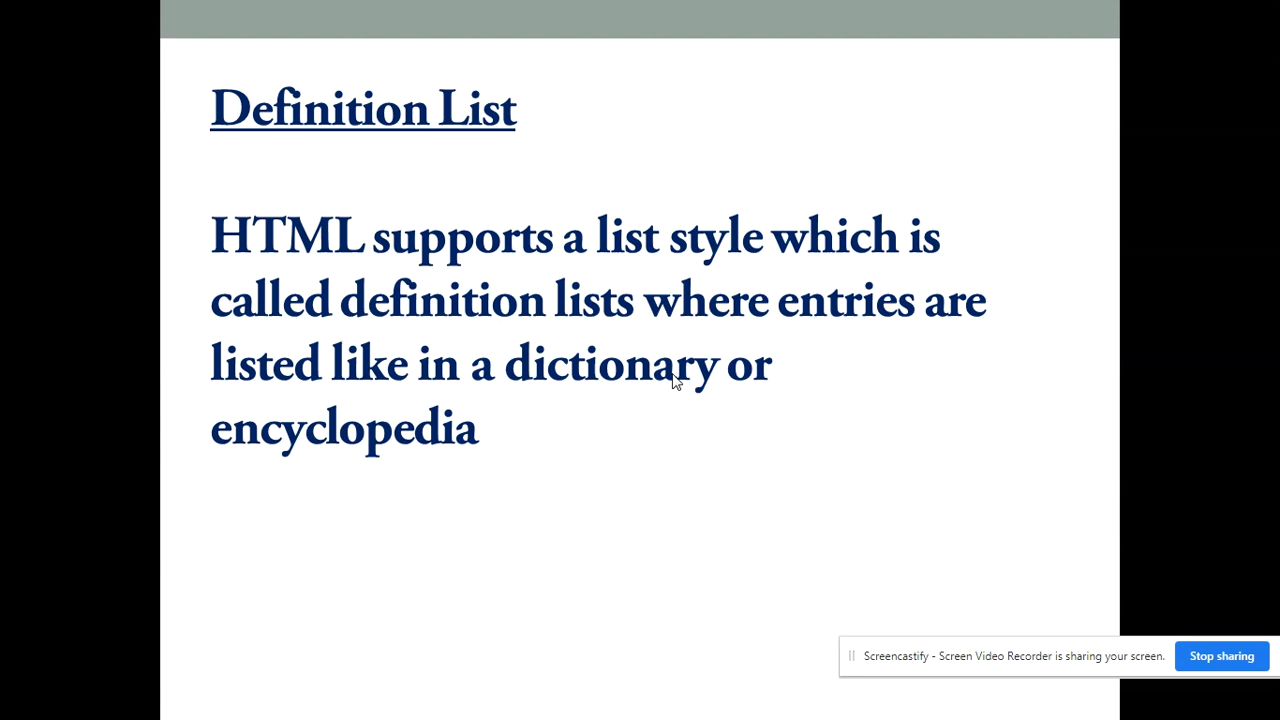 Definition List
HTML supports a list style which is
called definition lists where entries are
listed like in a dictionary or
encyclopedia
Screencastify - Screen Video Recorder is sharing your screen.
Stop sharing